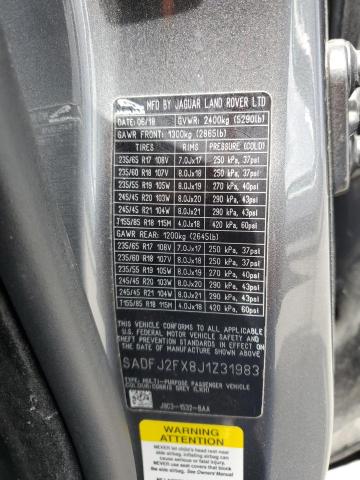 MFD BY JAGUAR LAND ROVER LTD
DATE: 06/18 GVWR: 2400kg (5290lb)
GAWR FRONT: 1300kg (2865lb)
TIRES RIMS PRESSURE (COLD)
235/65 R17 108V 7.0Jx17 250 kPa, 37psi
235/60 R18 107V 8.0Jx18 250 kPa, 37psi
235/55 R19 105W 8.0Jx19 270 kPa, 40psi
245/45 R20 103W 8.0Jx20 290 kPa, 43psi
245/45 R21 104W 8.0Jx21 290 kPa, 43psi
T155/85 R18 115M 4.0Jx18 420 kPa, 60psi
GAWR REAR: 1200kg (2645lb)
235/65 R17 108V 7.0Jx17 250 kPa, 37psi
235/60 R18 107V 8.0Jx18 250 kPa, 37psi
235/55 R19 105W 8.0Jx19 270 kPa, 40psi
245/45 R20 103W 8.0Jx20 290 kPa, 43psi
245/45 R21 104W 8.0Jx21 290 kPa, 43psi
T155/85 R18 115M 4.0Jx18 420 kPa, 60psi
THIS VEHICLE CONFORMS TO ALL APPLICABLE
U.S. FEDERAL MOTOR VEHICLE SAFETY
STANDARDS IN EFFECT ON THE DATE OF
MANUFACTURE SHOWN ABOVE
SADFJ2FX8J1Z31983
TYPE: MULTI-PURPOSE PASSENGER VEHICLE
COLOUR:CORRIS GREY (LKH)
J9C3-1532-BAA
WARNING
NEVER